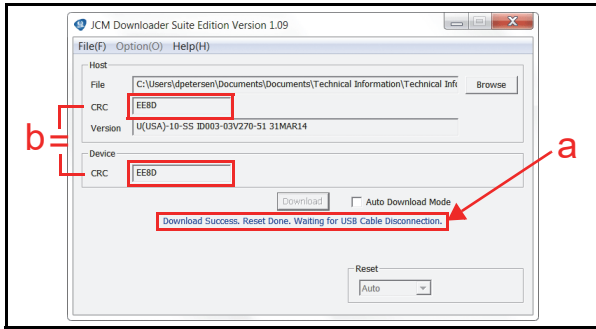 JCM Downloader Suite Edition Version 1.09
File(F) Option(O) Help(H)
Host
File C:\Users\dpetersen\Documents\Documents\Technical Information\Technical Info Browse
CRC EE8D
Version U(USA)-10-SS ID003-03V270-51 31MAR14
b=
a
Device
CRC EE8D
Download Auto Download Mode
Download Success. Reset Done. Waiting for USB Cable Disconnection.
Reset
Auto